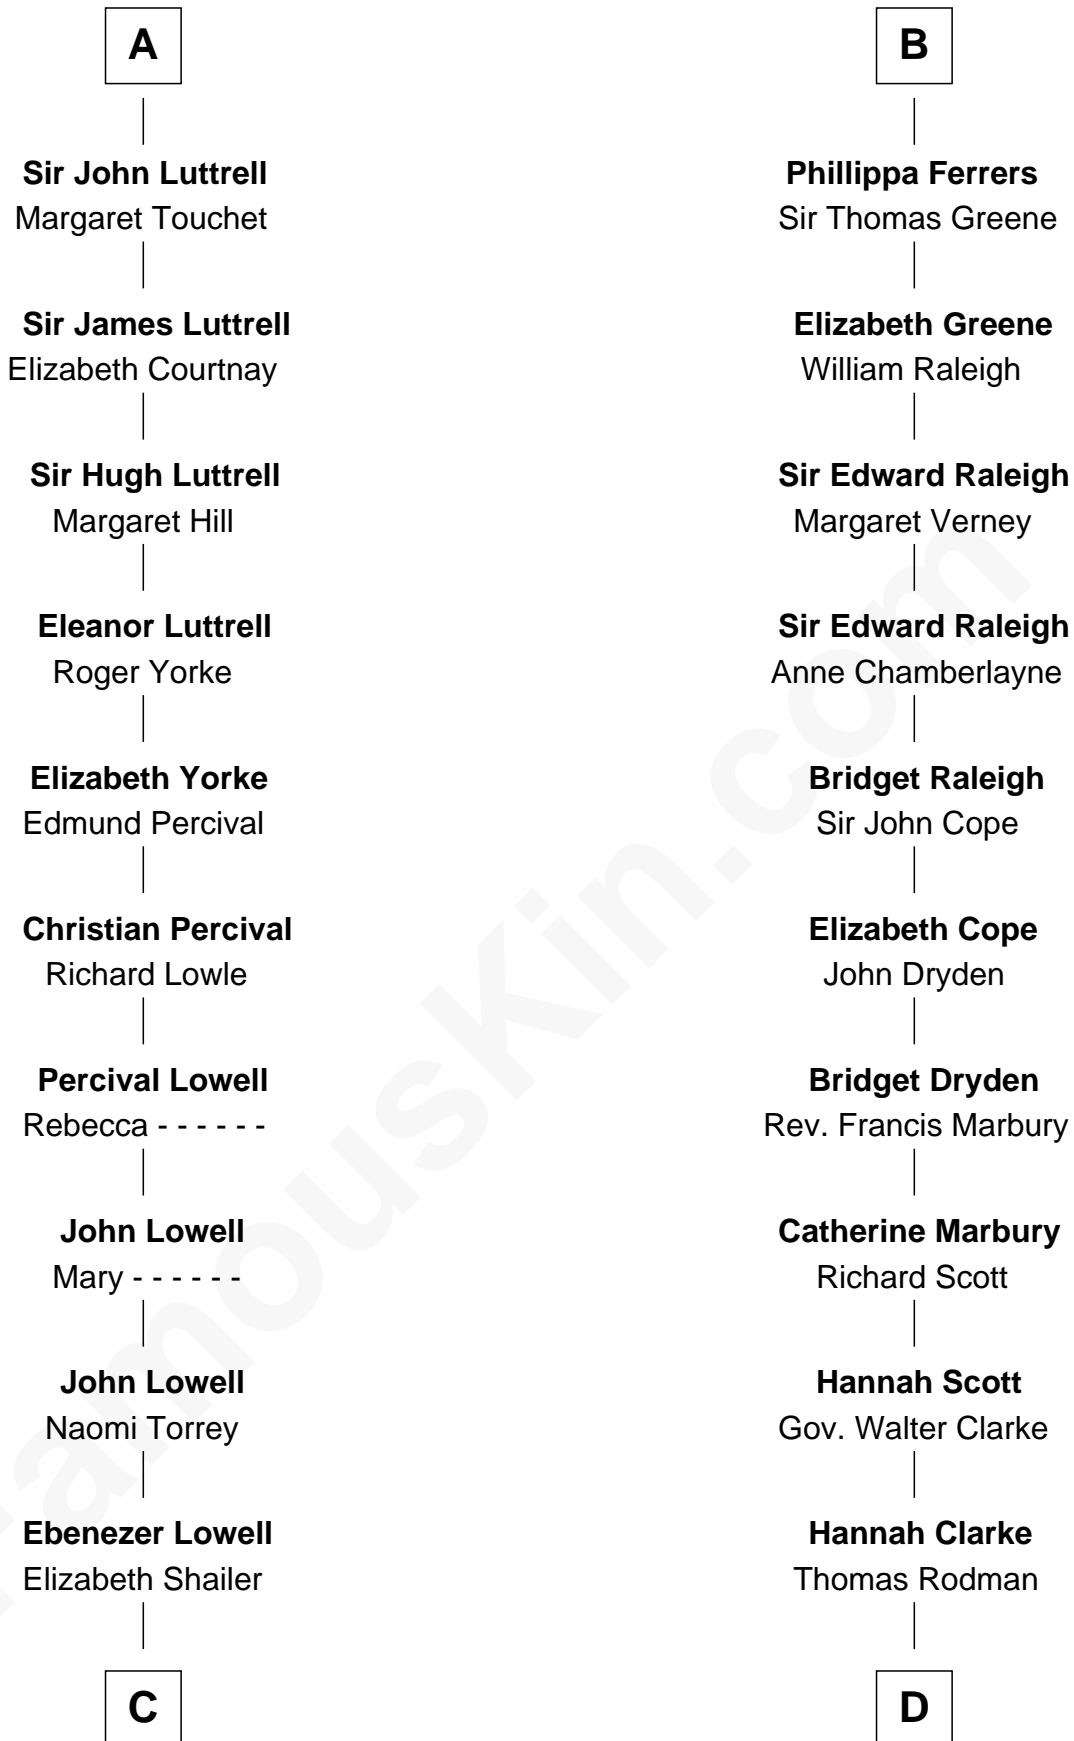 A
Sir John Luttrell
Margaret Touchet
Sir James Luttrell
Elizabeth Courtnay
Sir Hugh Luttrell
Margaret Hill
Eleanor Luttrell
Roger Yorke
Elizabeth Yorke
Edmund Percival
Christian Percival
Richard Lowle
Percival Lowell
Rebecca - - - - - -
John Lowell
Mary - - - - - -
John Lowell
Naomi Torrey
Ebenezer Lowell
Elizabeth Shailer
C
B
Phillippa Ferrers
Sir Thomas Greene
Elizabeth Greene
William Raleigh
Sir Edward Raleigh
Margaret Verney
Sir Edward Raleigh
Anne Chamberlayne
Bridget Raleigh
Sir John Cope
Elizabeth Cope
John Dryden
Bridget Dryden
Rev. Francis Marbury
Catherine Marbury
Richard Scott
Hannah Scott
Gov. Walter Clarke
Hannah Clarke
Thomas Rodman
D
FamousKin.com